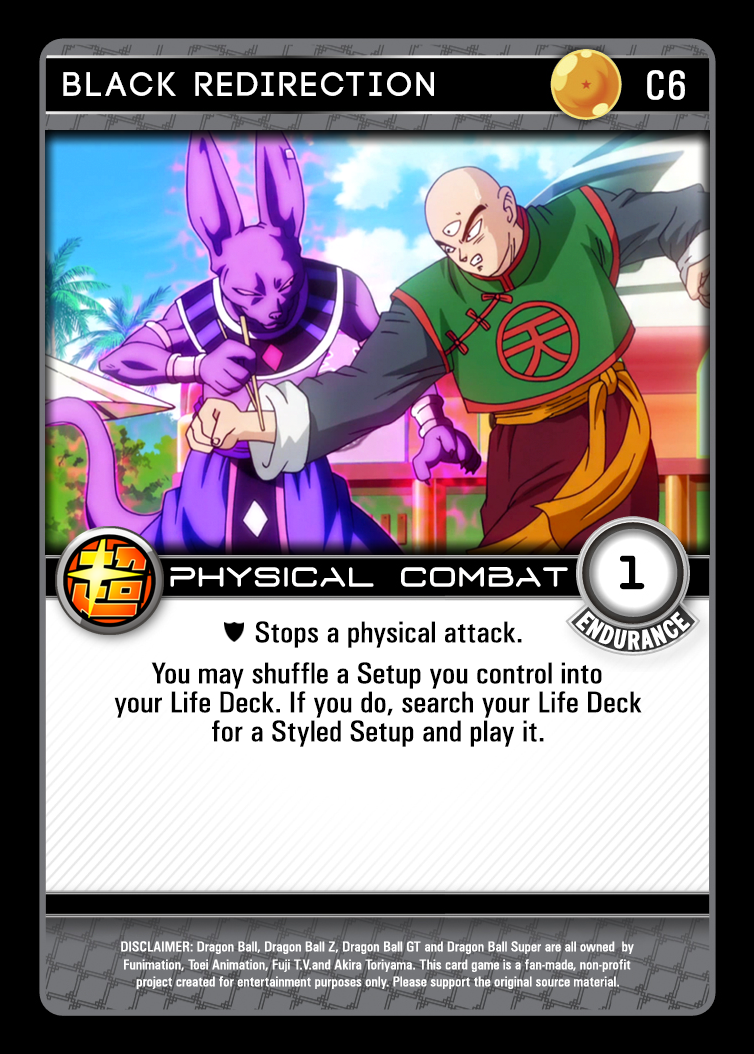 BLACK REDIRECTION
C6
天
PHYSICAL COMBAT
1
ENDURANCE
Stops a physical attack.
You may shuffle a Setup you control into
your Life Deck. If you do, search your Life Deck
for a Styled Setup and play it.
DISCLAIMER: Dragon Ball, Dragon Ball Z, Dragon Ball GT and Dragon Ball Super are all owned by
Funimation, Toei Animation, Fuji T.V.and Akira Toriyama. This card game is a fan-made, non-profit
project created for entertainment purposes only. Please support the original source material.